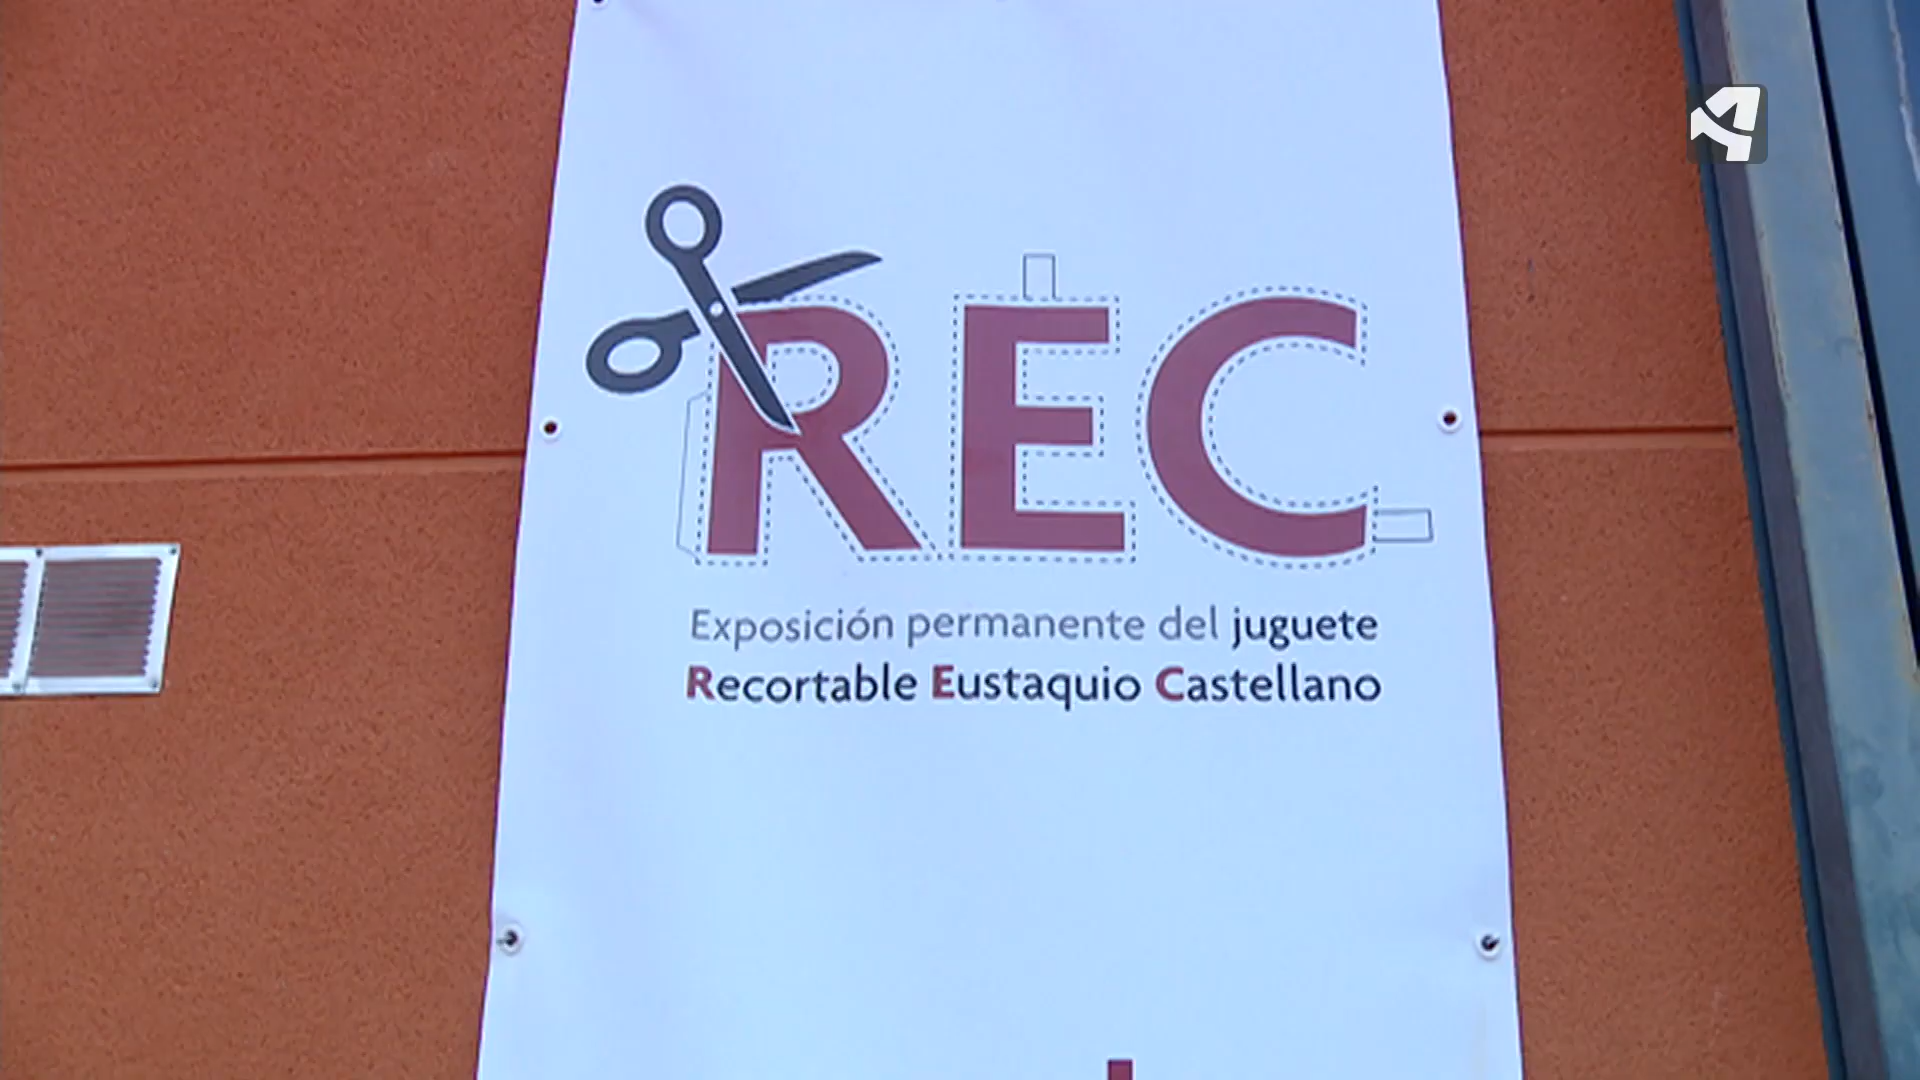 REC
Exposición permanente del juguete
Recortable Eustaquio Castellano